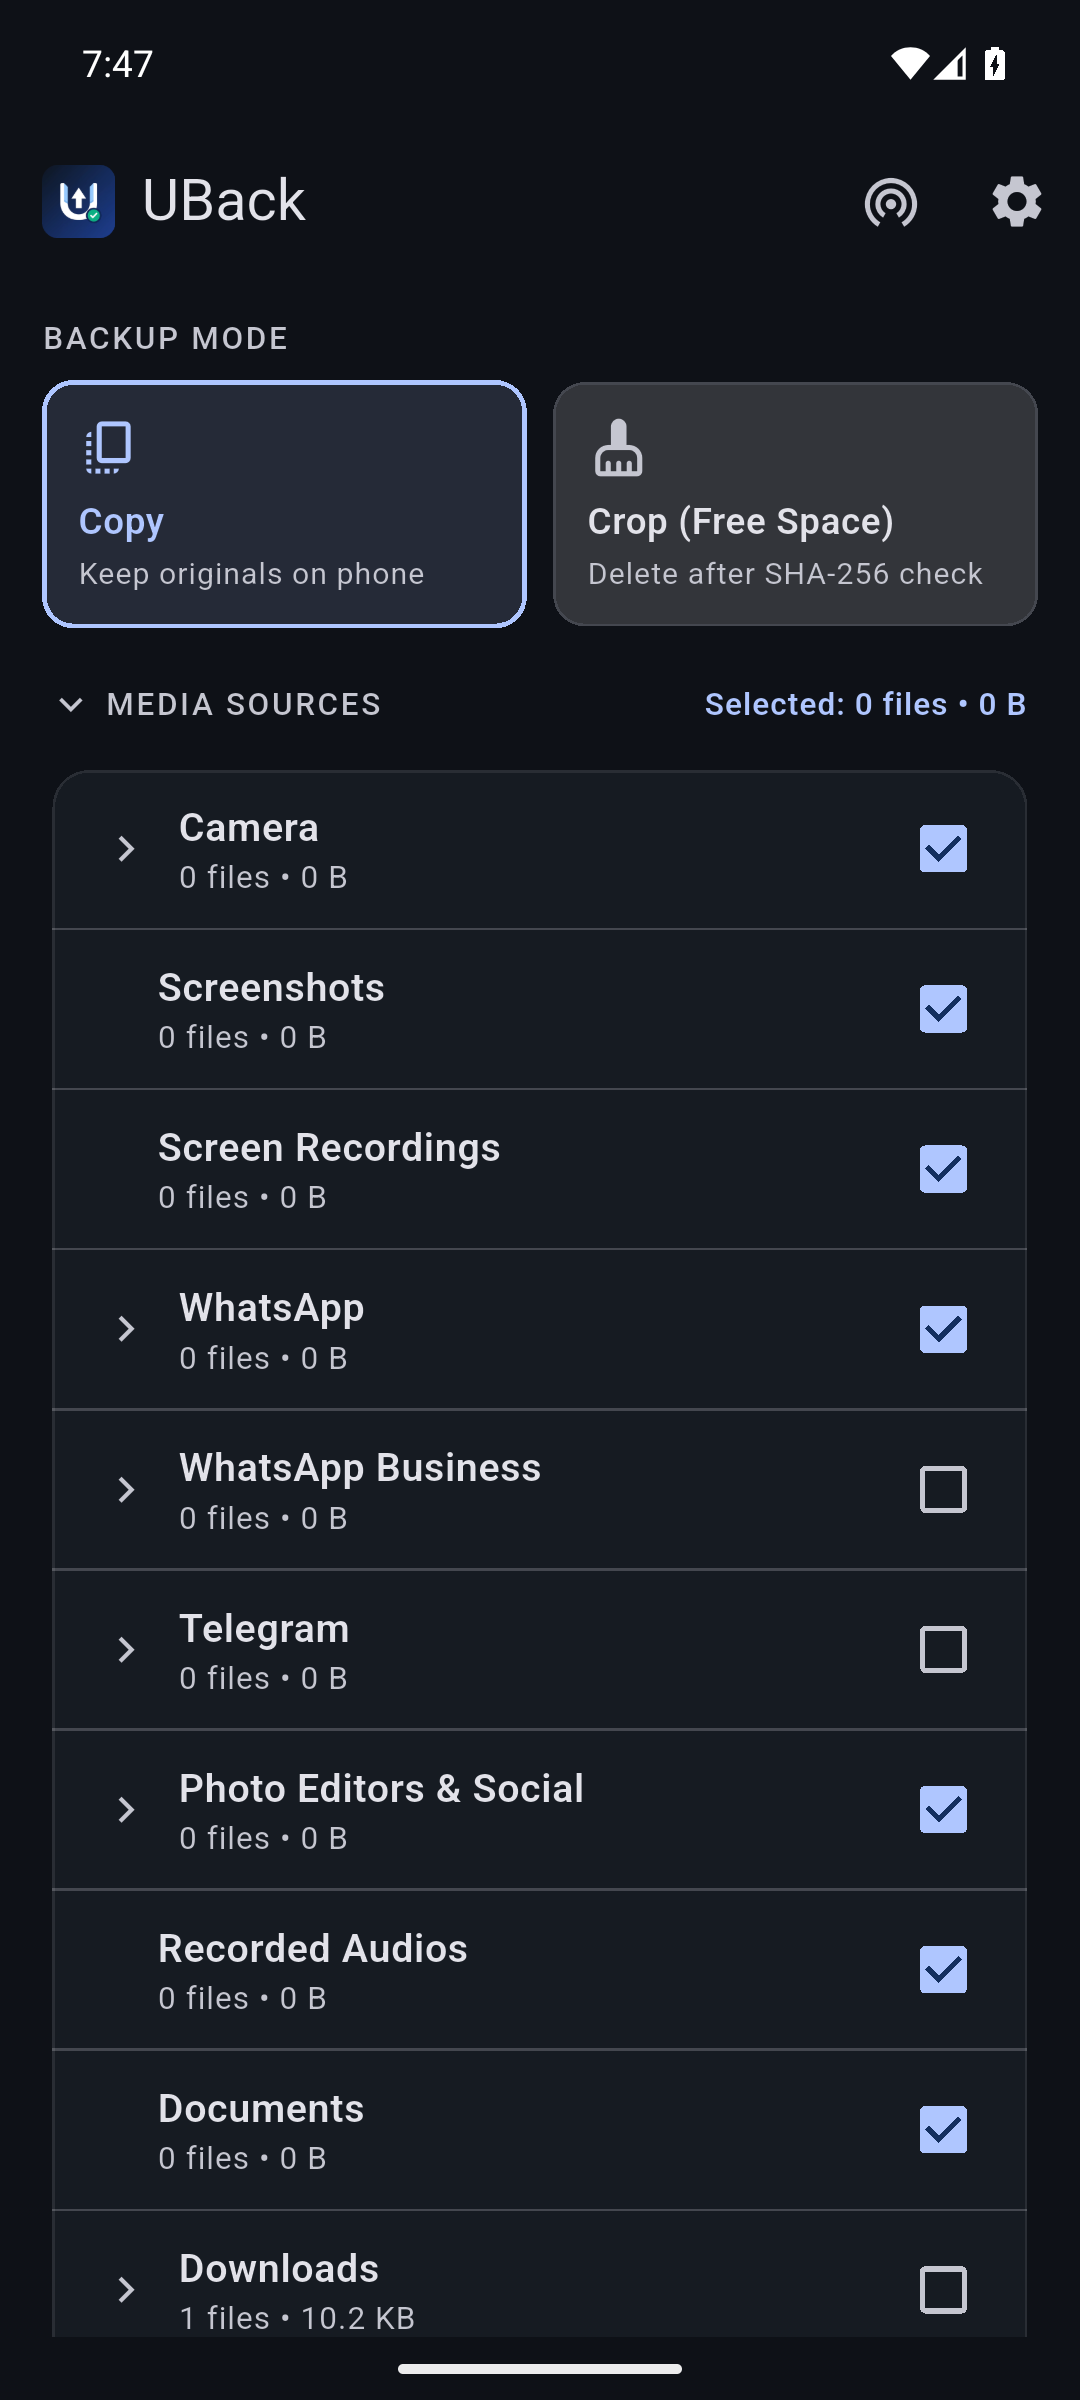 7:47
UBack
BACKUP MODE
Copy
Keep originals on phone
Crop (Free Space)
Delete after SHA-256 check
MEDIA SOURCES
Selected: 0 files • 0 B
Camera
0 files • 0 B
Screenshots
0 files • 0 B
Screen Recordings
0 files • 0 B
WhatsApp
0 files • 0 B
WhatsApp Business
0 files • 0 B
Telegram
0 files • 0 B
Photo Editors & Social
0 files • 0 B
Recorded Audios
0 files • 0 B
Documents
0 files • 0 B
Downloads
1 files • 10.2 KB